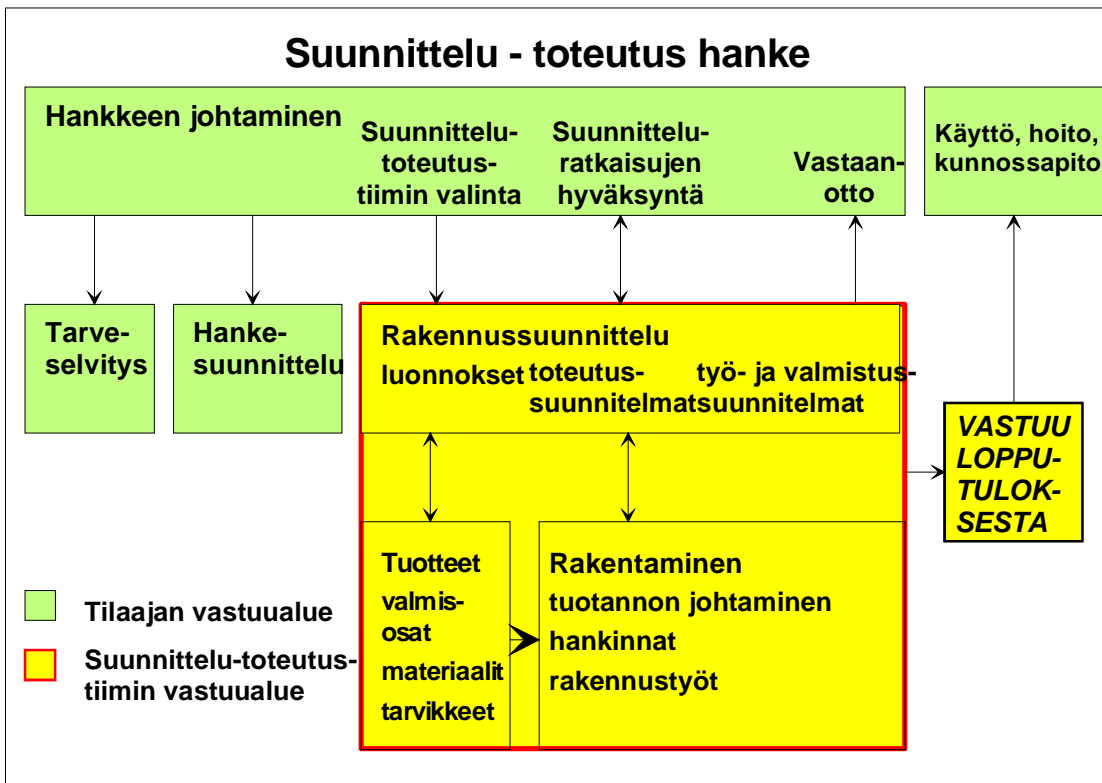 Suunnittelu - toteutus hanke
Hankkeen johtaminen
Suunnittelu-
toteutus-
tiimin valinta
Suunnittelu-
ratkaisujen
hyväksyntä
Vastaan-
otto
Käyttö, hoito,
kunnossapito
Tarve-
selvitys
Hanke-
suunnittelu
Rakennussuunnittelu
luonnokset
toteutus-
suunnitelmat
työ- ja valmistus-
suunnitelmat
VASTUU
LOPPU-
TULOK-
SESTA
Tuotteet
valmis-
osat
materiaalit
tarvikkeet
Rakentaminen
tuotannon johtaminen
hankinnat
rakennustyöt
Tilaajan vastuualue
Suunnittelu-toteutus-
tiimin vastuualue